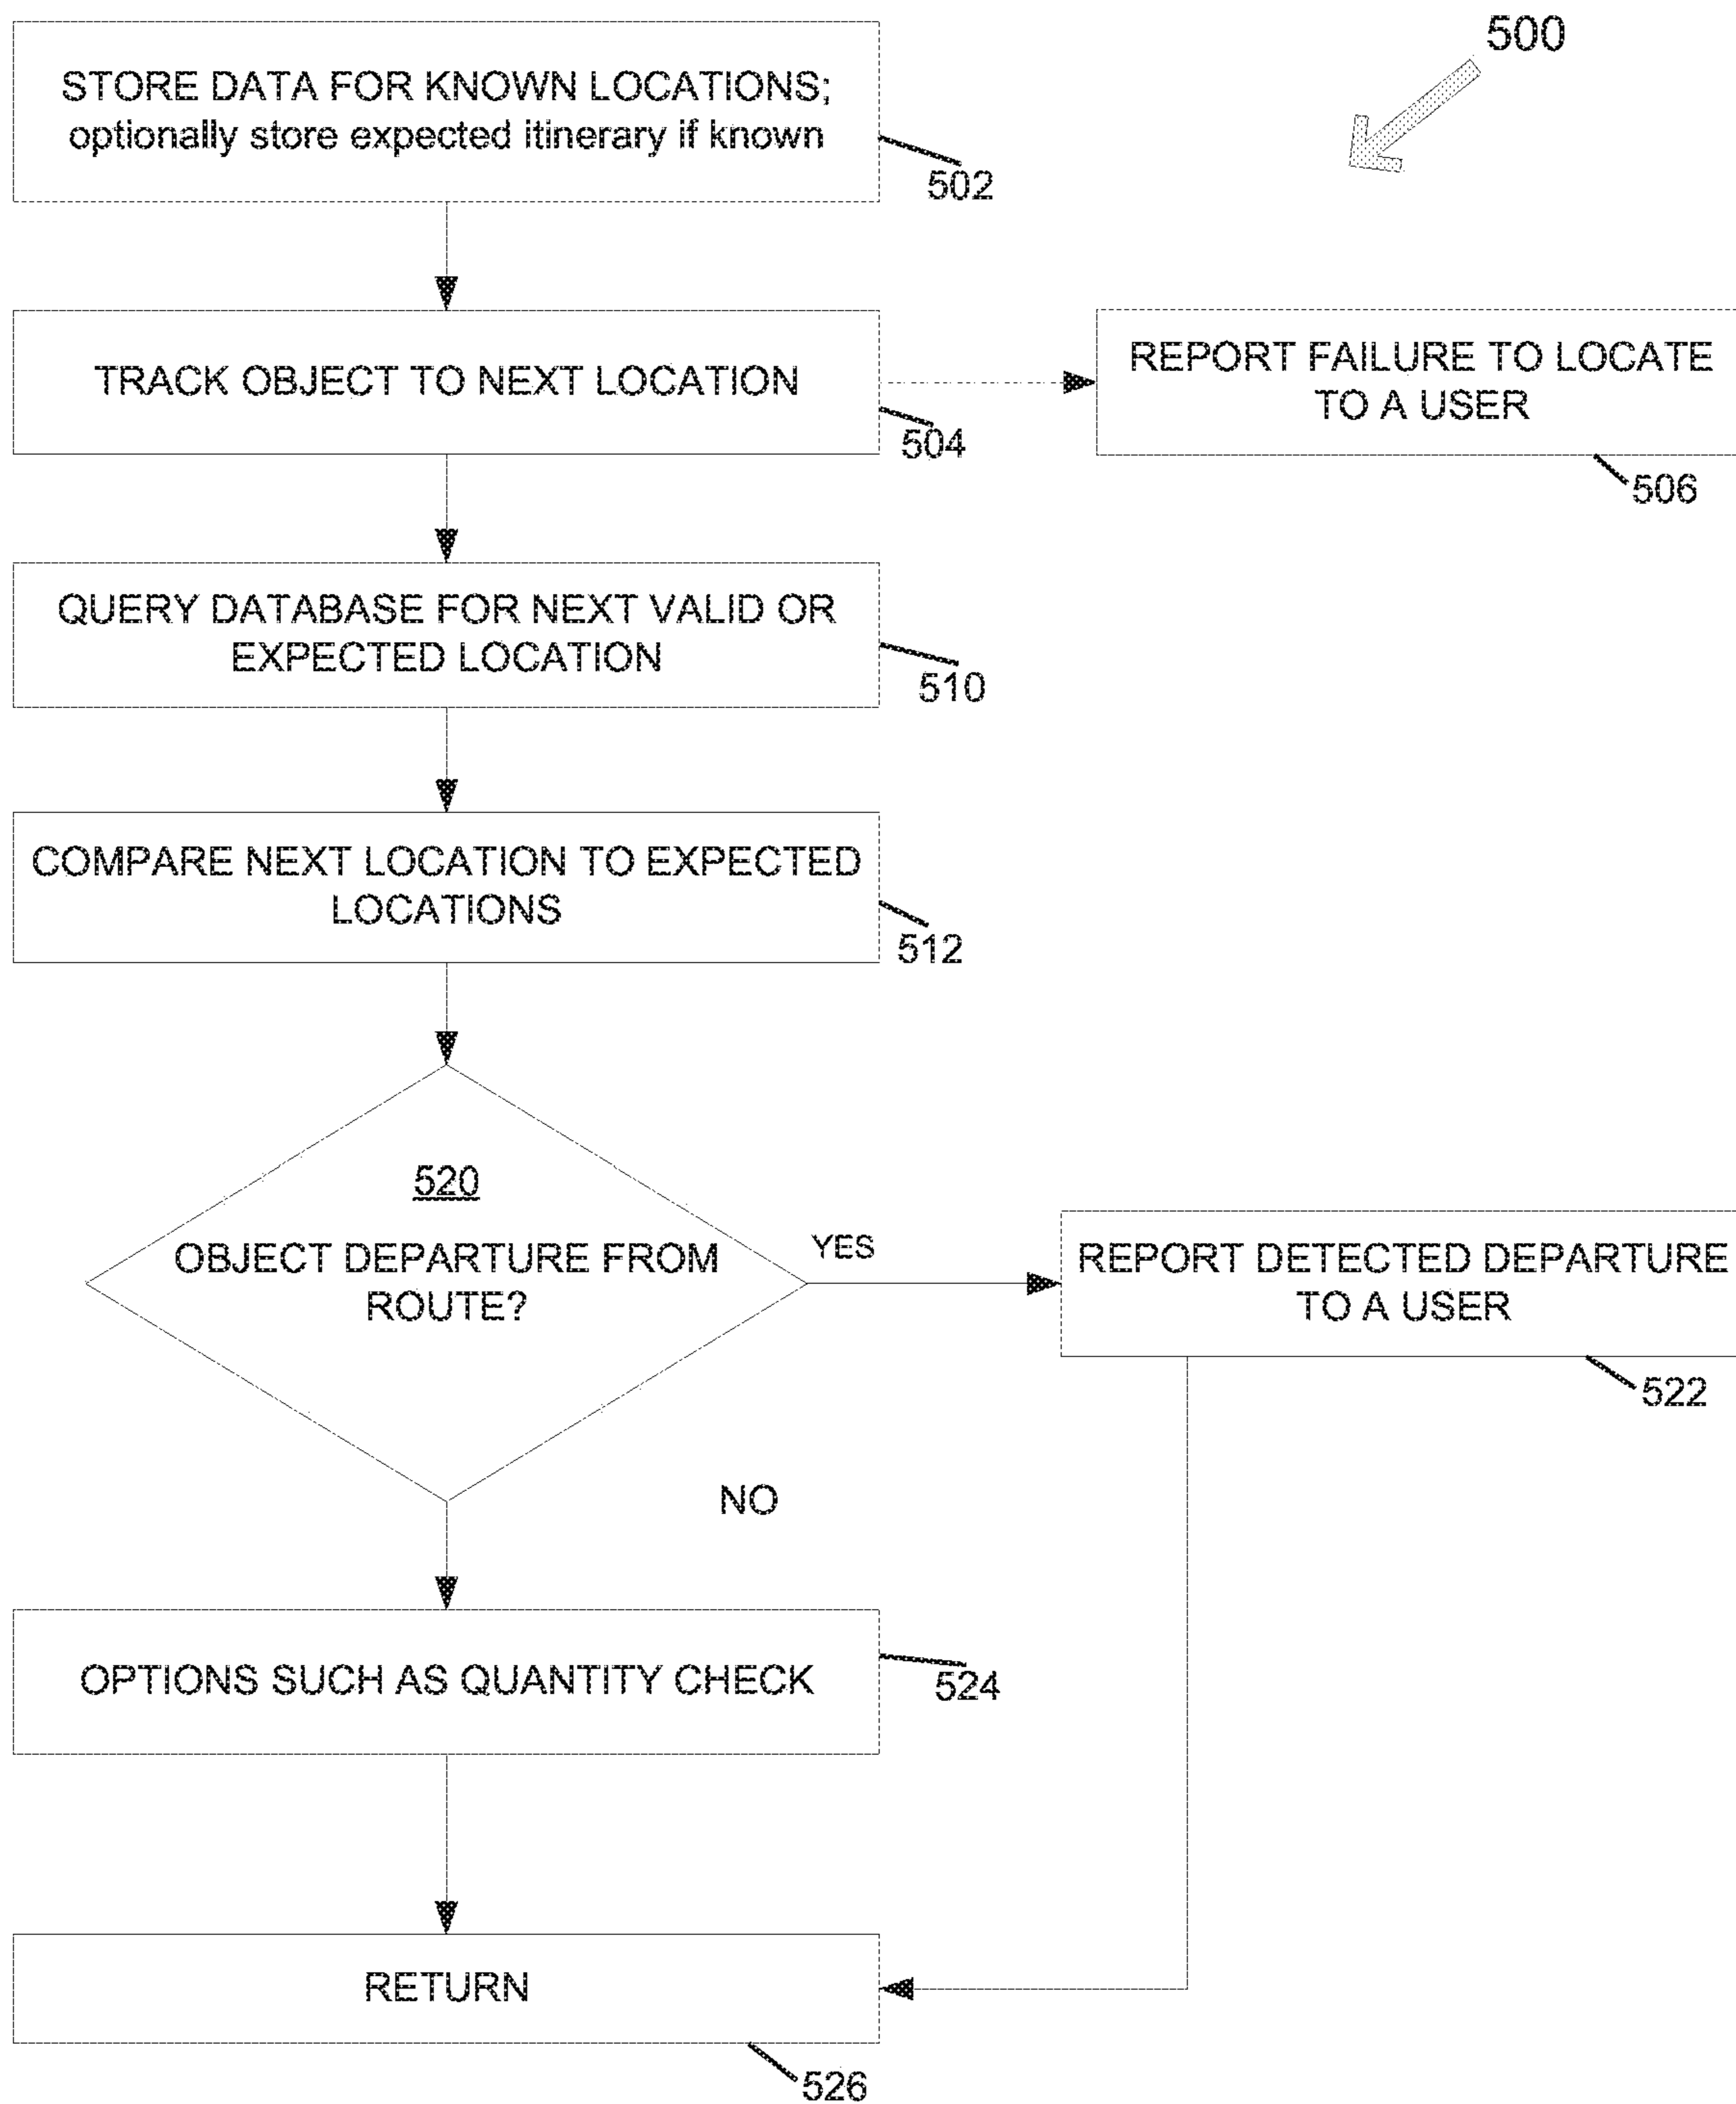 500
STORE DATA FOR KNOWN LOCATIONS;
optionally store expected itinerary if known
502
TRACK OBJECT TO NEXT LOCATION
504
REPORT FAILURE TO LOCATE
TO A USER
506
QUERY DATABASE FOR NEXT VALID OR
EXPECTED LOCATION
510
COMPARE NEXT LOCATION TO EXPECTED
LOCATIONS
512
520
OBJECT DEPARTURE FROM
ROUTE?
YES
REPORT DETECTED DEPARTURE
TO A USER
522
NO
OPTIONS SUCH AS QUANTITY CHECK
524
RETURN
526